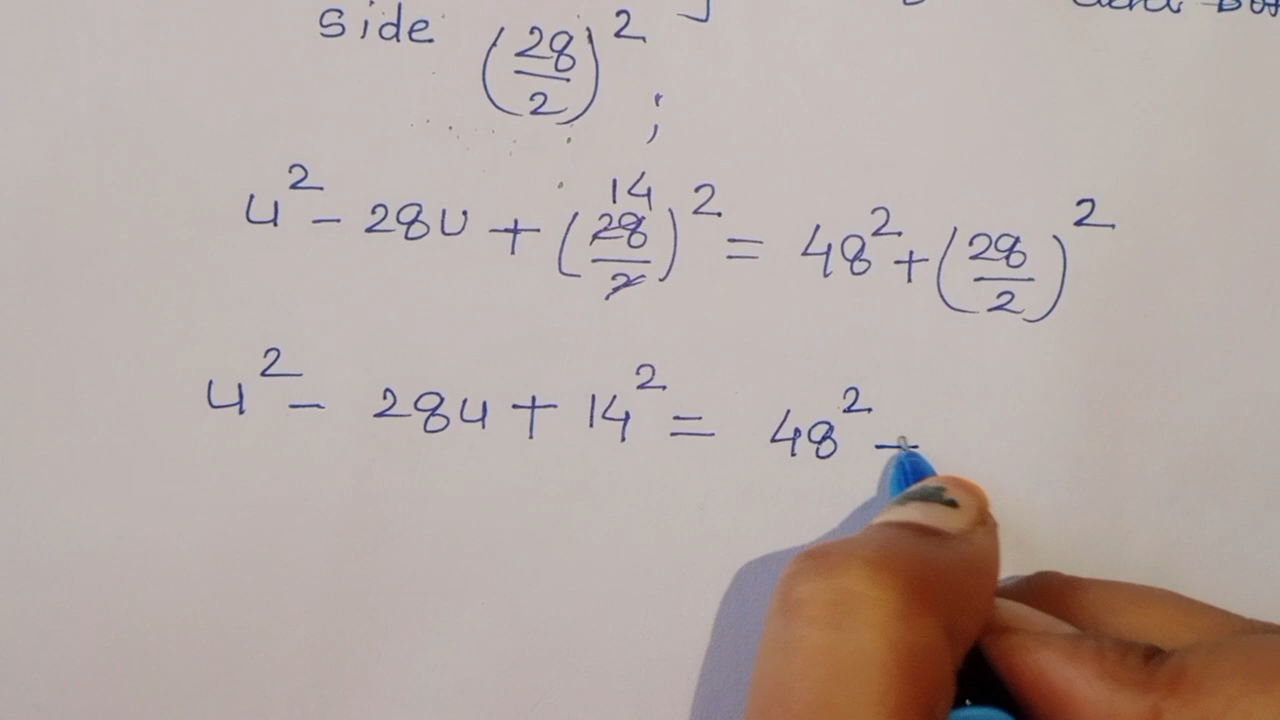 side (28/2)² ;
u² - 28u + (28/2)² 14 = 48² + (28/2)²
u² - 28u + 14² = 48² +